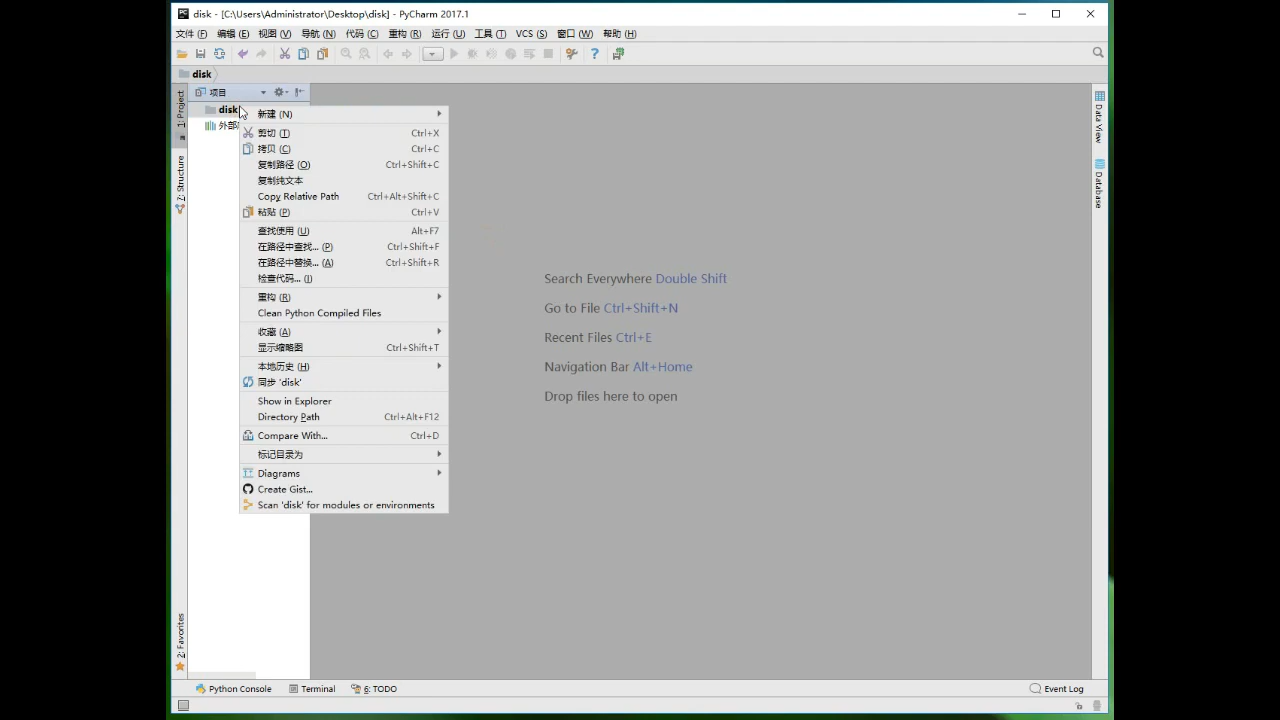 disk - [C:\Users\Administrator\Desktop\disk] - PyCharm 2017.1
文件 (F) 编辑 (E) 视图 (V) 导航 (N) 代码 (C) 重构 (R) 运行 (U) 工具 (T) VCS (S) 窗口 (W) 帮助 (H)
disk
1: Project
项目
disk
外部
7: Structure
2: Favorites
新建 (N)
剪切 (T) Ctrl+X
拷贝 (C) Ctrl+C
复制路径 (O) Ctrl+Shift+C
复制纯文本
Copy Relative Path Ctrl+Alt+Shift+C
粘贴 (P) Ctrl+V
查找使用 (U) Alt+F7
在路径中查找... (P) Ctrl+Shift+F
在路径中替换... (A) Ctrl+Shift+R
检查代码... (I)
重构 (R)
Clean Python Compiled Files
收藏 (A)
显示缩略图 Ctrl+Shift+T
本地历史 (H)
同步 'disk'
Show in Explorer
Directory Path Ctrl+Alt+F12
Compare With... Ctrl+D
标记目录为
Diagrams
Create Gist...
Scan 'disk' for modules or environments
Search Everywhere Double Shift
Go to File Ctrl+Shift+N
Recent Files Ctrl+E
Navigation Bar Alt+Home
Drop files here to open
Data View
Database
Python Console Terminal 6: TODO Event Log